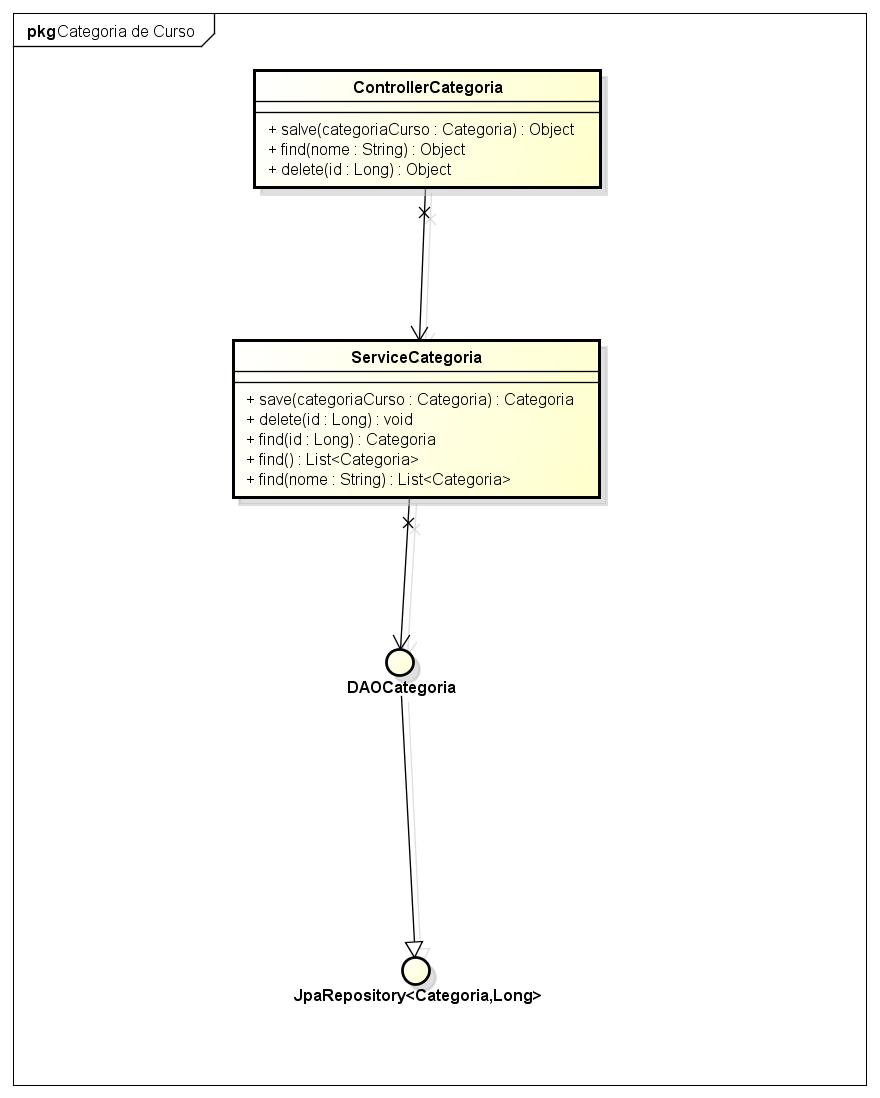 pkg Categoria de Curso
ControllerCategoria
+ salve(categoriaCurso : Categoria) : Object
+ find(nome : String) : Object
+ delete(id : Long) : Object
ServiceCategoria
+ save(categoriaCurso : Categoria) : Categoria
+ delete(id : Long) : void
+ find(id : Long) : Categoria
+ find() : List<Categoria>
+ find(nome : String) : List<Categoria>
DAOCategoria
JpaRepository<Categoria,Long>